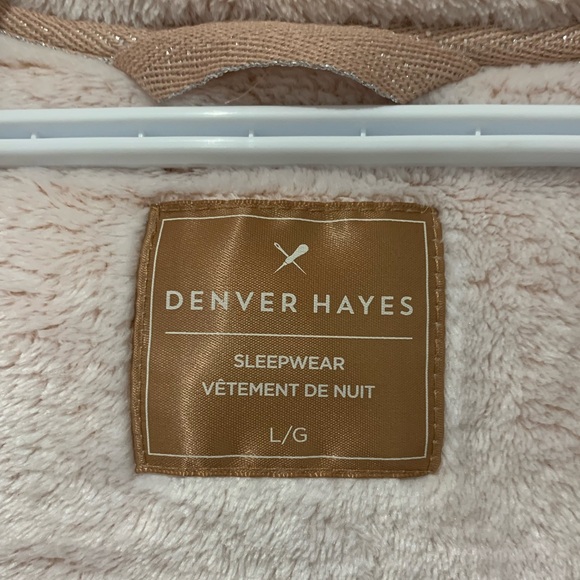 DENVER HAYES
SLEEPWEAR
VÊTEMENT DE NUIT
L/G